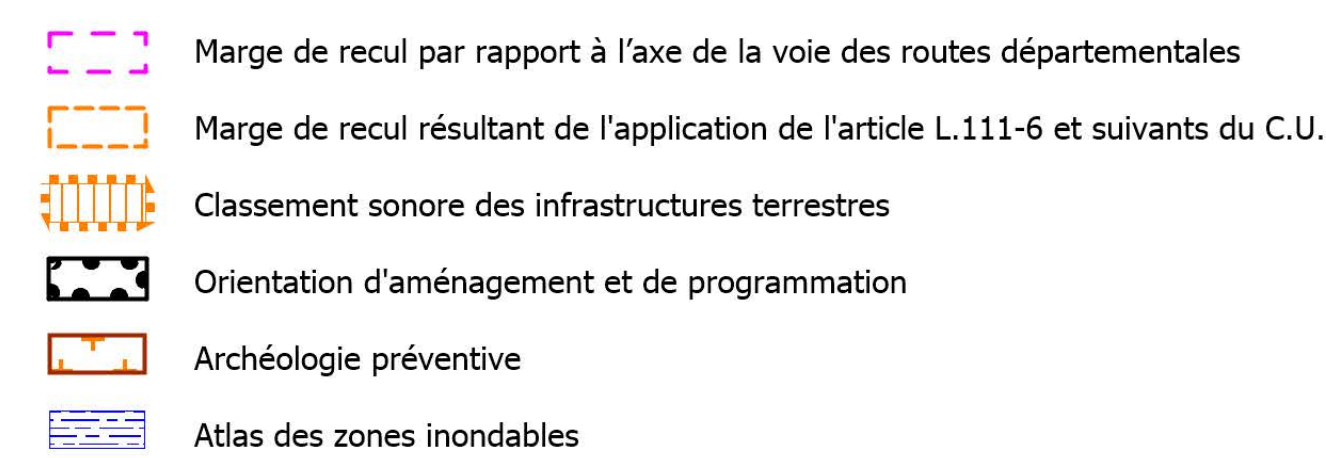 Marge de recul par rapport à l’axe de la voie des routes départementales
Marge de recul résultant de l'application de l'article L.111-6 et suivants du C.U.
Classement sonore des infrastructures terrestres
Orientation d'aménagement et de programmation
Archéologie préventive
Atlas des zones inondables